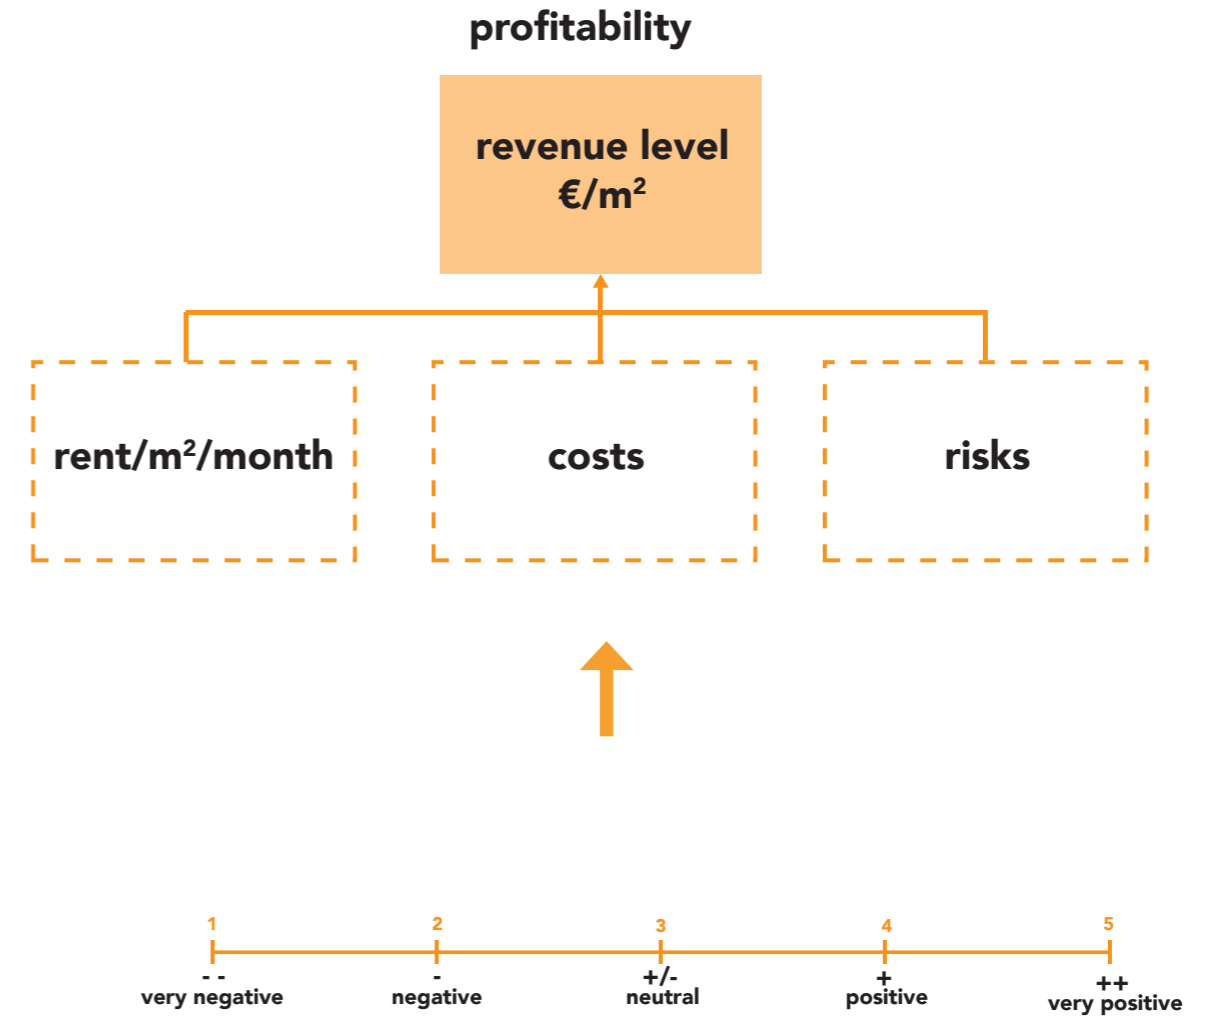 profitability
revenue level
€/m²
rent/m²/month
costs
risks
1
2
3
4
5
- -
-
+/-
+
++
very negative
negative
neutral
positive
very positive